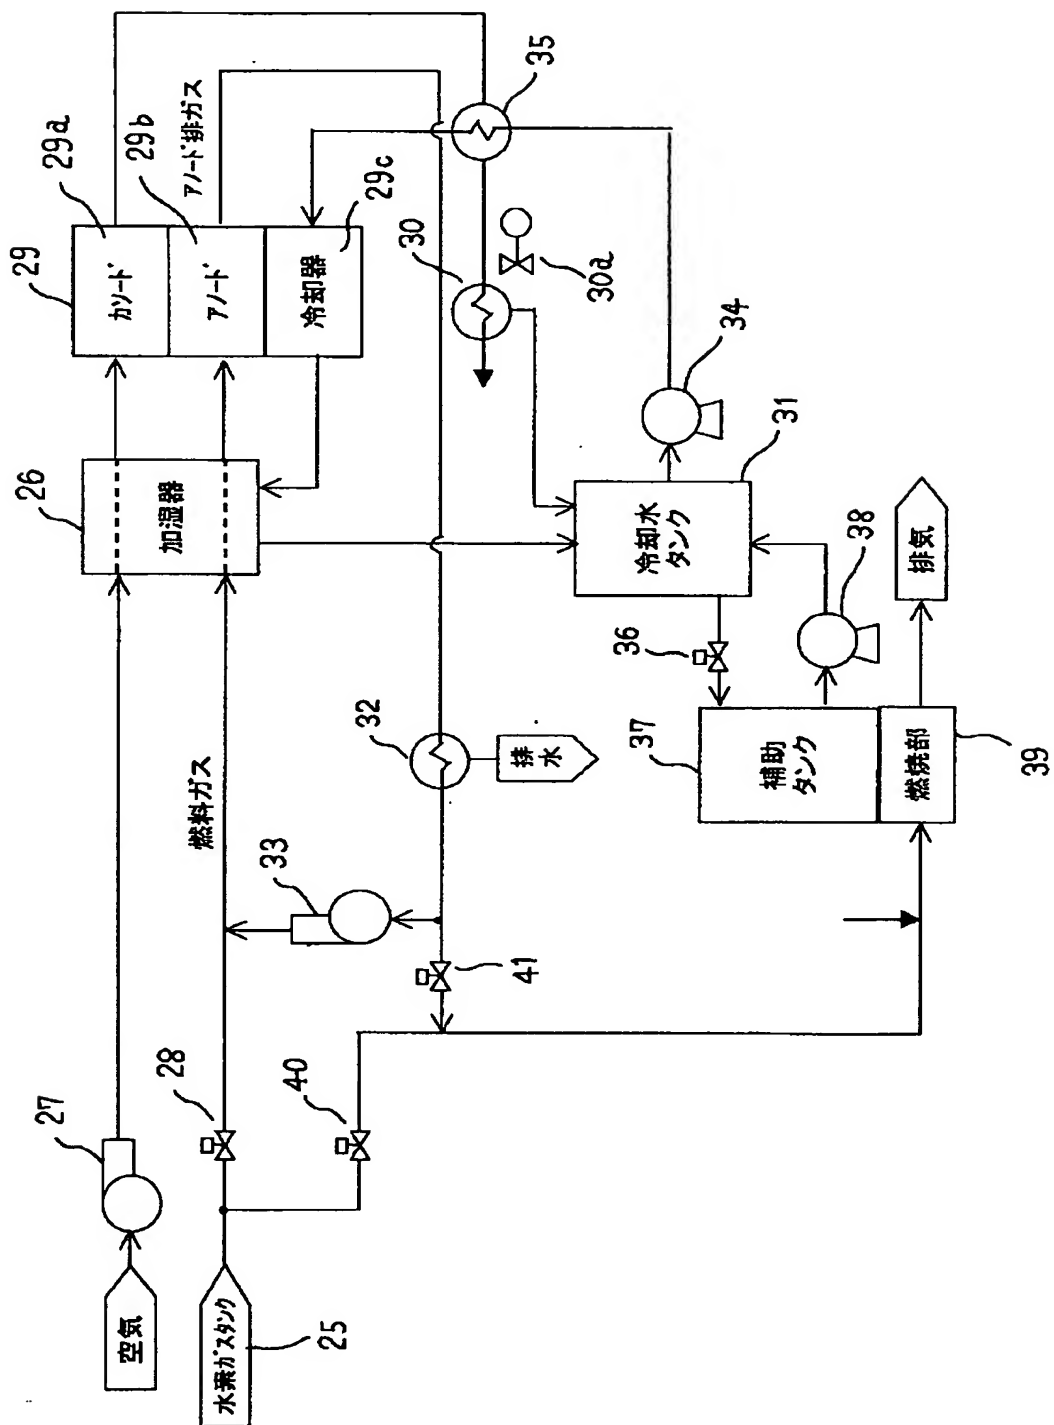 29
29a
26
27
カソード
29b
空気
加湿器
28
アノード
アノード排ガス
燃料ガス
水素ガスタンク
33
冷却器
40
25
29c
32
30
35
41
排水
30a
36
37
冷却水
タンク
34
補助
タンク
31
38
燃焼部
排気
39